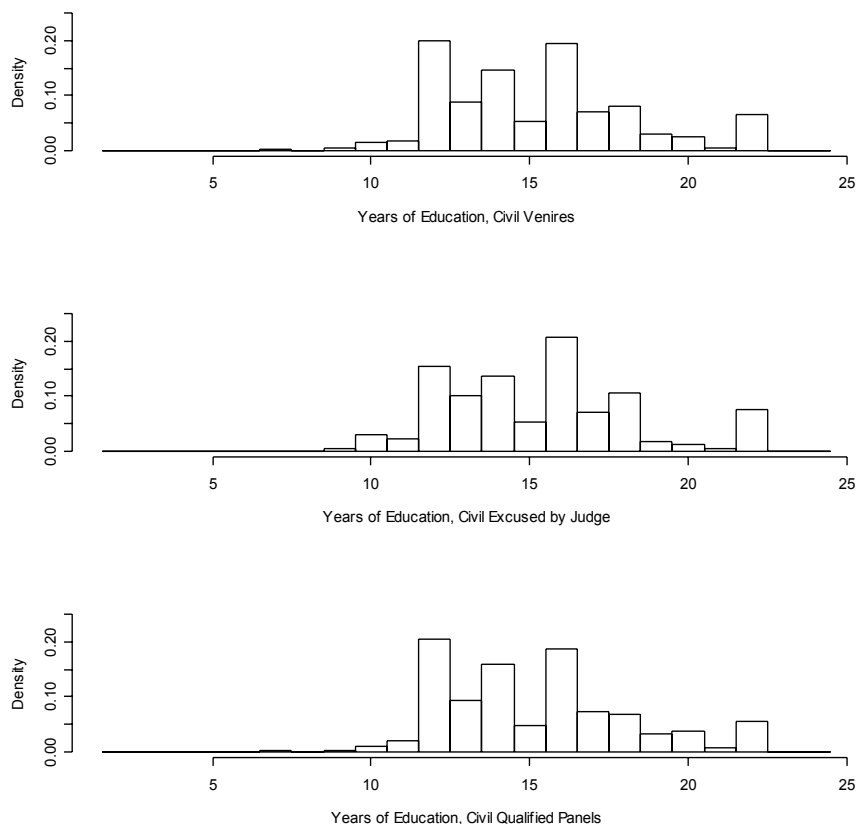 Density
0.00 0.10 0.20
5 10 15 20 25
Years of Education, Civil Venires
Density
0.00 0.10 0.20
5 10 15 20 25
Years of Education, Civil Excused by Judge
Density
0.00 0.10 0.20
5 10 15 20 25
Years of Education, Civil Qualified Panels